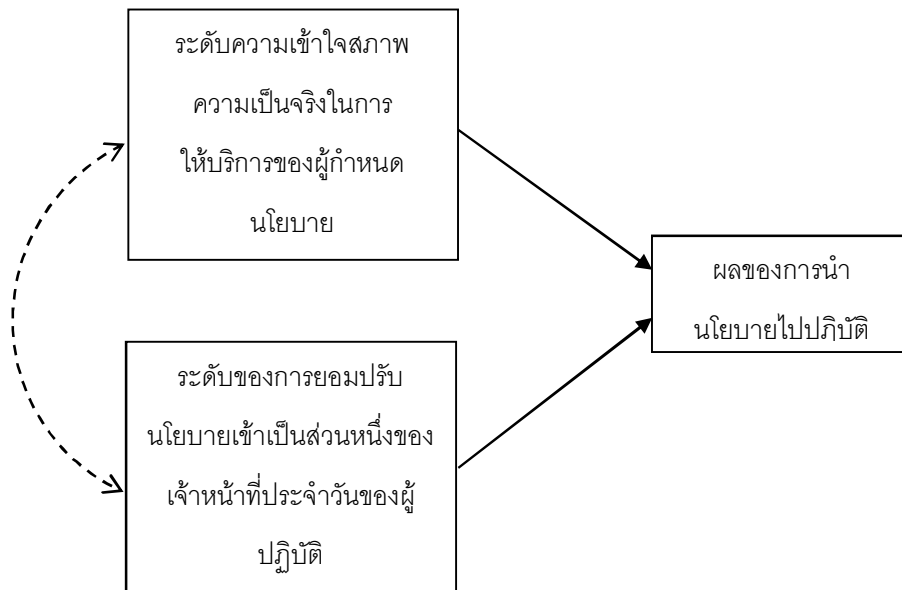 ระดับความเข้าใจสภาพ
ความเป็นจริงในการ
ให้บริการของผู้กำหนด
นโยบาย
ผลของการนำ
นโยบายไปปฏิบัติ
ระดับของการยอมปรับ
นโยบายเข้าเป็นส่วนหนึ่งของ
เจ้าหน้าที่ประจำวันของผู้
ปฏิบัติ